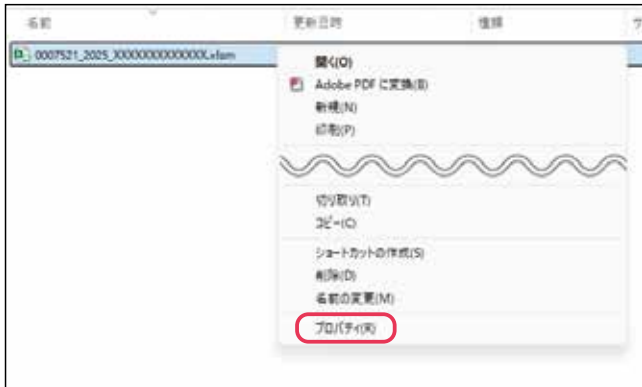 名前 更新日時 種類
0007521_2025_XXXXXXXXXXXXXX.xlsm
開く(O)
Adobe PDF に変換(B)
新規(N)
印刷(P)
切り取り(T)
コピー(C)
ショートカットの作成(S)
削除(D)
名前の変更(M)
プロパティ(R)